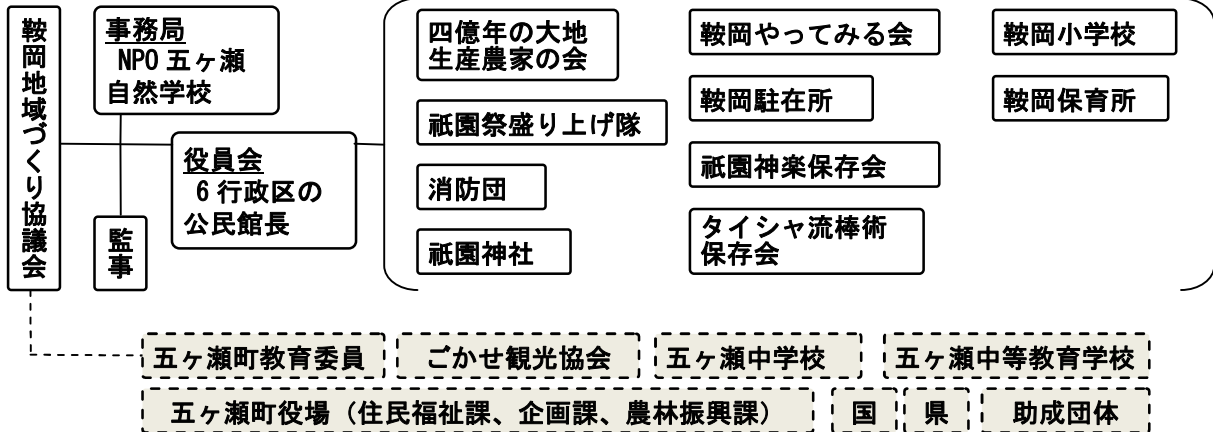 鞍岡地域づくり協議会
事務局
NPO 五ヶ瀬
自然学校
監事
役員会
6 行政区の
公民館長
四億年の大地
生産農家の会
祇園祭盛り上げ隊
消防団
祇園神社
鞍岡やってみる会
鞍岡駐在所
祇園神楽保存会
タイシャ流棒術
保存会
鞍岡小学校
鞍岡保育所
五ヶ瀬町教育委員
ごかせ観光協会
五ヶ瀬中学校
五ヶ瀬中等教育学校
五ヶ瀬町役場（住民福祉課、企画課、農林振興課）
国
県
助成団体